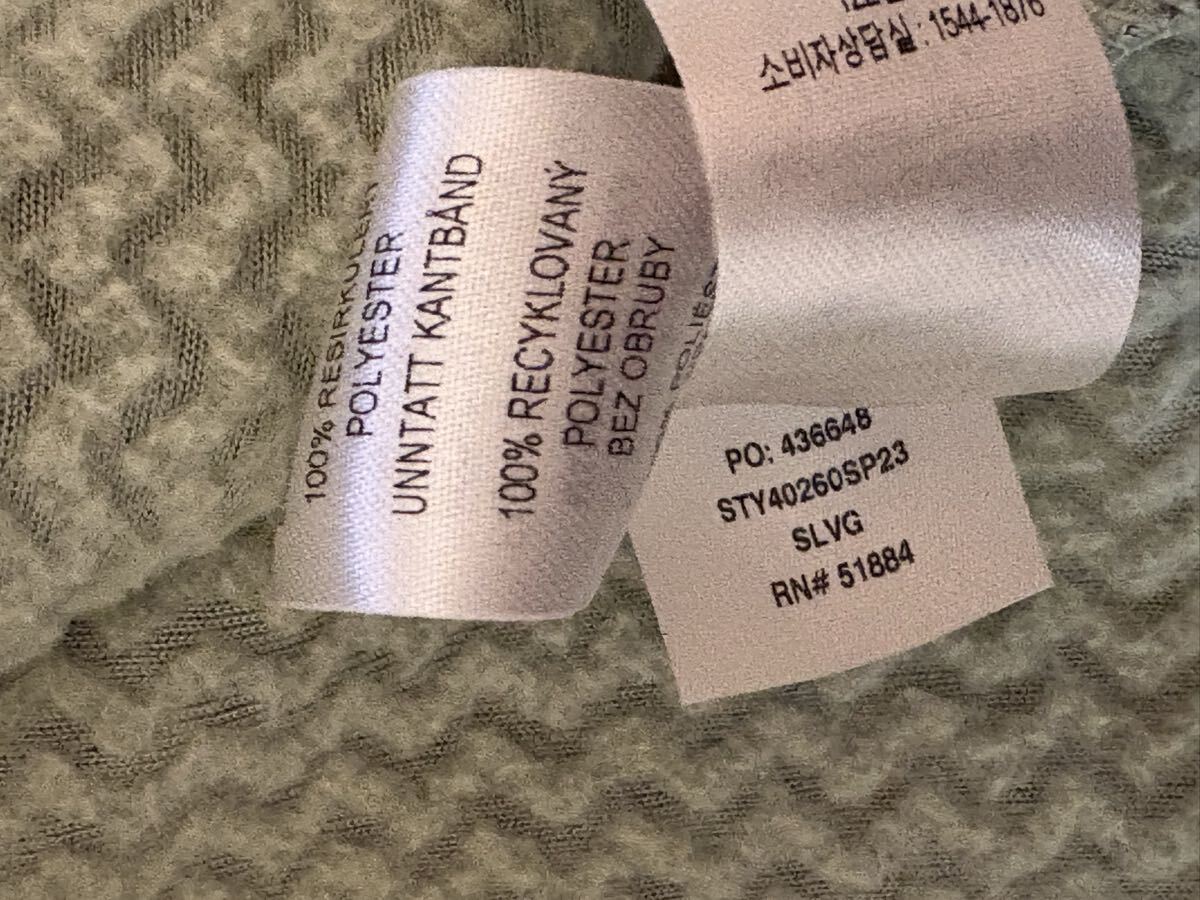 소비자상담실 : 1544-1876
100% RESIRKULERT
POLYESTER
UNNTATT KANTBÅND
100% RECYKLOVANÝ
POLYESTER
BEZ OBRUBY
PO: 436648
STY40260SP23
SLVG
RN# 51884